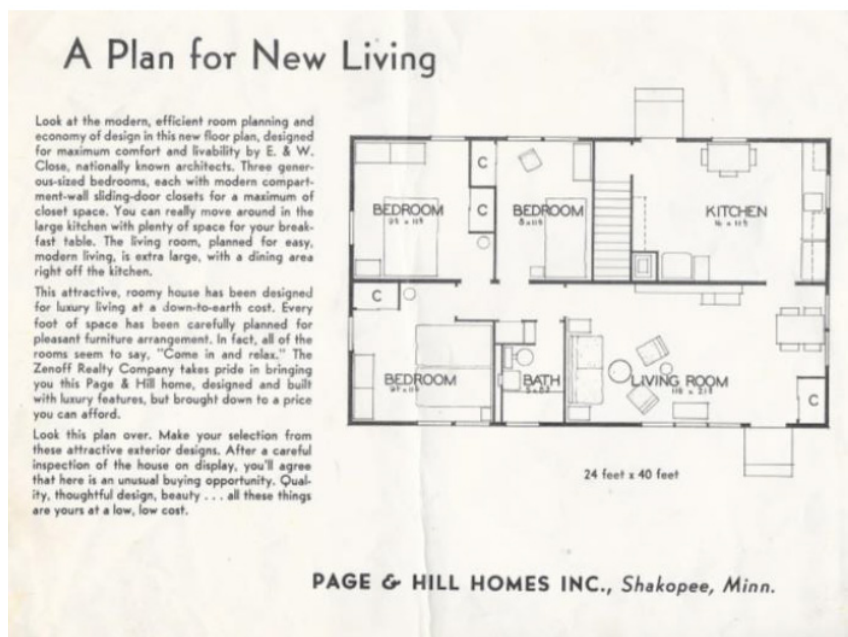 A Plan for New Living
Look at the modern, efficient room planning and
economy of design in this new floor plan, designed
for maximum comfort and livability by E. & W.
Close, nationally known architects. Three gener-
ous-sized bedrooms, each with modern compart-
ment-wall sliding-door closets for a maximum of
closet space. You can really move around in the
large kitchen with plenty of space for your break-
fast table. The living room, planned for easy,
modern living, is extra large, with a dining area
right off the kitchen.
This attractive, roomy house has been designed
for luxury living at a down-to-earth cost. Every
foot of space has been carefully planned for
pleasant furniture arrangement. In fact, all of the
rooms seem to say, "Come in and relax." The
Zenoff Realty Company takes pride in bringing
you this Page & Hill home, designed and built
with luxury features, but brought down to a price
you can afford.
Look this plan over. Make your selection from
these attractive exterior designs. After a careful
inspection of the house on display, you'll agree
that here is an unusual buying opportunity. Qual-
ity, thoughtful design, beauty . . . all these things
are yours at a low, low cost.
C
C
BEDROOM
BEDROOM
KITCHEN
C
BEDROOM
BATH
LIVING ROOM
C
24 feet x 40 feet
PAGE & HILL HOMES INC., Shakopee, Minn.